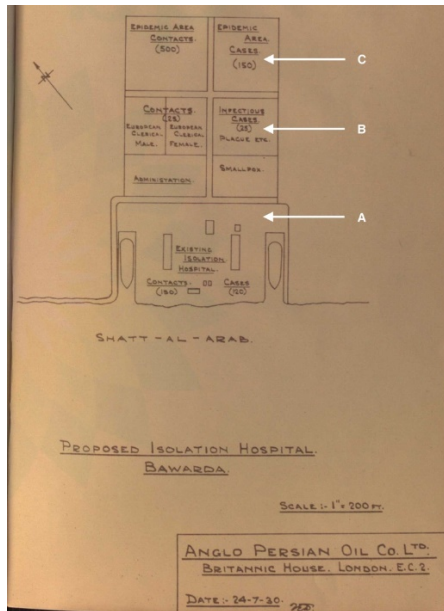 EPIDEMIC AREA
CONTACTS.
(500)
EPIDEMIC
AREA
CASES.
(150)
C
CONTACTS.
(25)
EUROPEAN
CLERICAL
MALE.
EUROPEAN
CLERICAL
FEMALE.
INFECTIOUS
CASES
(25)
PLAGUE ETC.
B
ADMINISTRATION.
SMALLPOX.
A
EXISTING
ISOLATION
HOSPITAL.
CONTACTS.
(180)
CASES
(120)
N
SHATT-AL-ARAB.
PROPOSED ISOLATION HOSPITAL.
BAWARDA.
SCALE:- 1" = 200 FT.
ANGLO PERSIAN OIL CO. LTD.
BRITANNIC HOUSE. LONDON. E.C.2.
DATE:- 24-7-30.